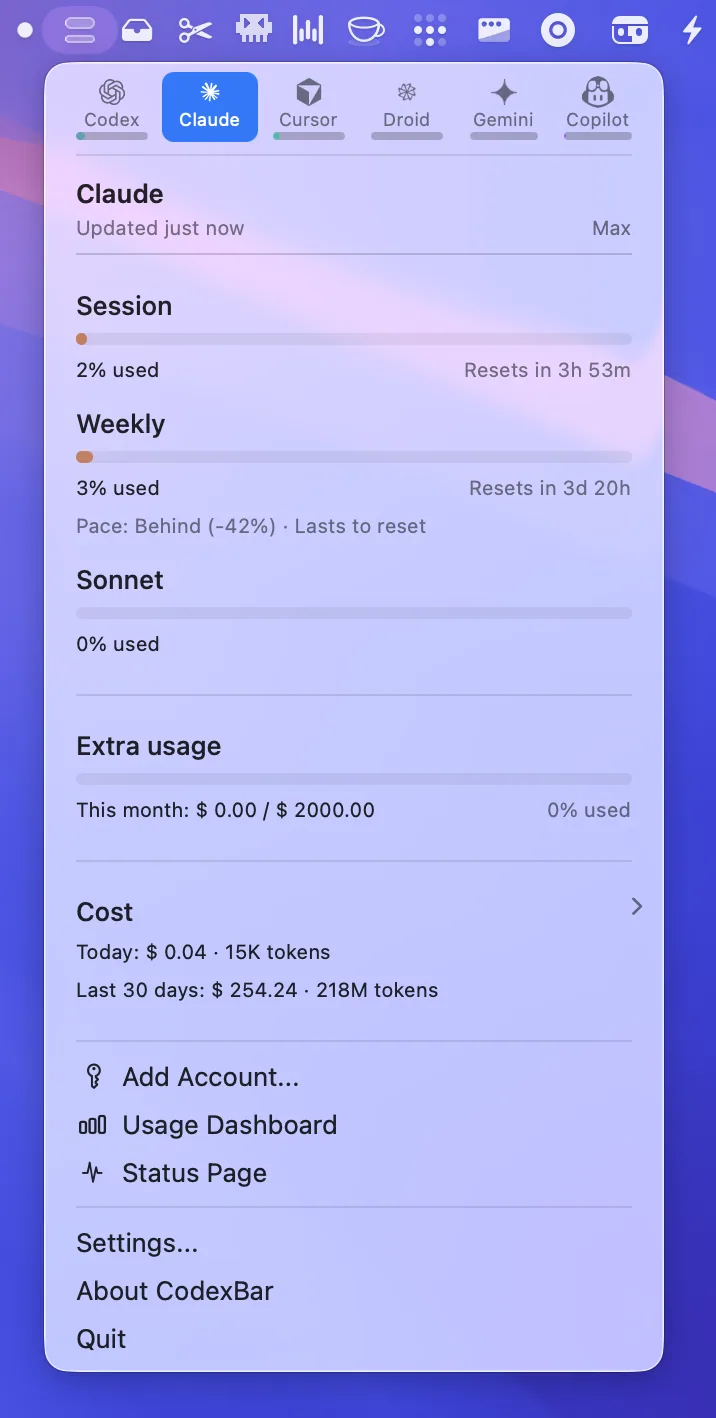 Codex
Claude
Cursor
Droid
Gemini
Copilot
Claude
Updated just now
Max
Session
2% used
Resets in 3h 53m
Weekly
3% used
Resets in 3d 20h
Pace: Behind (-42%) · Lasts to reset
Sonnet
0% used
Extra usage
This month: $ 0.00 / $ 2000.00
0% used
Cost
Today: $ 0.04 · 15K tokens
Last 30 days: $ 254.24 · 218M tokens
Add Account...
Usage Dashboard
Status Page
Settings...
About CodexBar
Quit